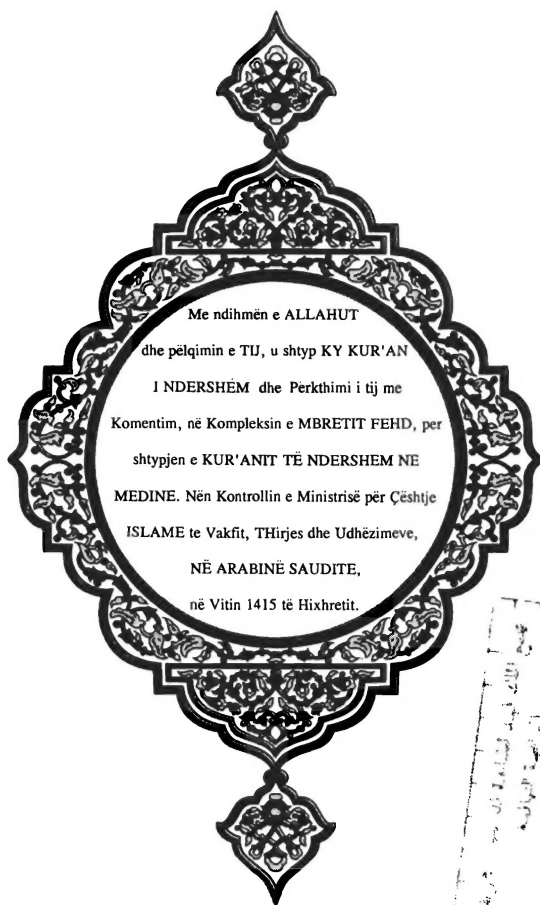 Me ndihmën e ALLAHUT
dhe pëlqimin e TIJ, u shtyp KY KUR'AN
I NDERSHËM dhe Përkthimi i tij me
Komentim, në Kompleksin e MBRETIT FEHD, per
shtypjen e KUR'ANIT TË NDERSHEM NE
MEDINE. Nën Kontrollin e Ministrisë për Çështje
ISLAME te Vakfit, THirjes dhe Udhëzimeve,
NË ARABINË SAUDITE,
në Vitin 1415 të Hixhretit.